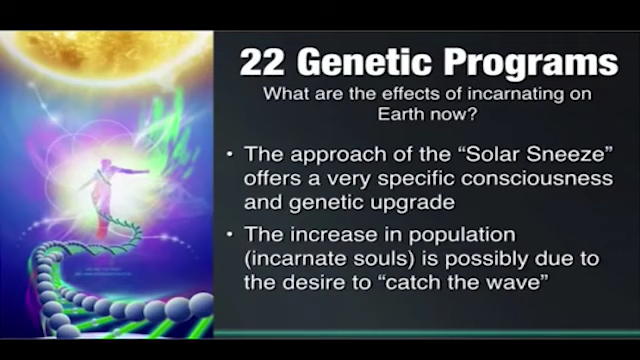 22 Genetic Programs
What are the effects of incarnating on
Earth now?
• The approach of the “Solar Sneeze”
offers a very specific consciousness
and genetic upgrade
• The increase in population
(incarnate souls) is possibly due to
the desire to “catch the wave”